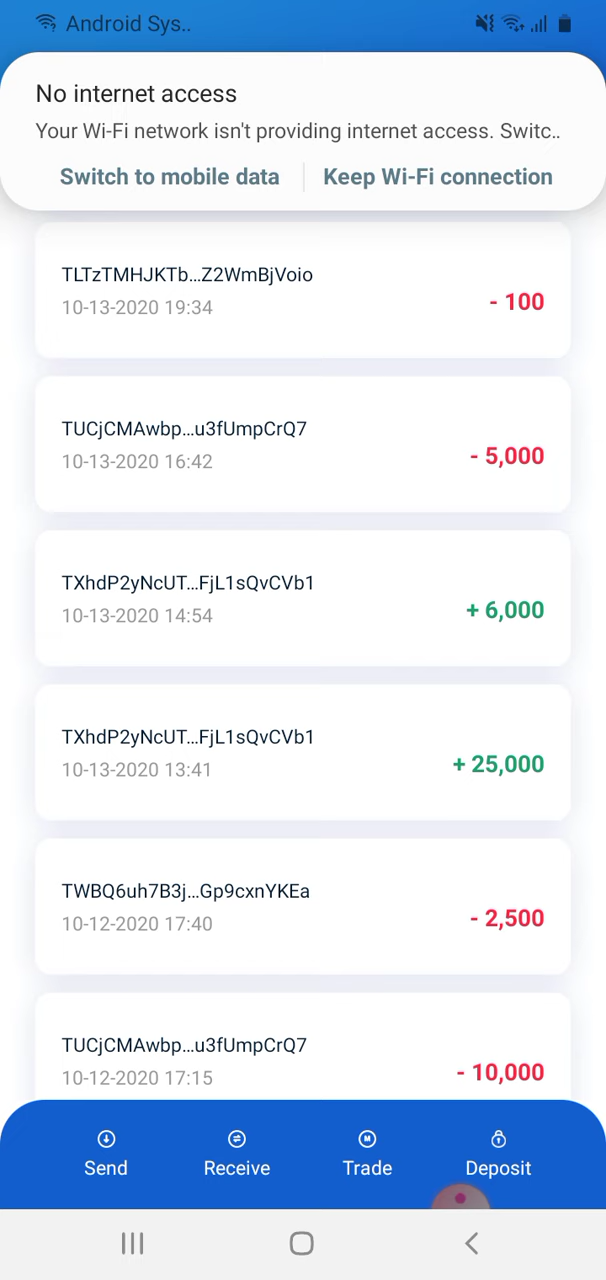 Android Sys..
No internet access
Your Wi-Fi network isn't providing internet access. Switc..
Switch to mobile data
Keep Wi-Fi connection
TLTzTMHJKTb...Z2WmBjVoio
10-13-2020 19:34
- 100
TUCjCMAwbp...u3fUmpCrQ7
10-13-2020 16:42
- 5,000
TXhdP2yNcUT...FjL1sQvCVb1
10-13-2020 14:54
+ 6,000
TXhdP2yNcUT...FjL1sQvCVb1
10-13-2020 13:41
+ 25,000
TWBQ6uh7B3j...Gp9cxnYKEa
10-12-2020 17:40
- 2,500
TUCjCMAwbp...u3fUmpCrQ7
10-12-2020 17:15
- 10,000
Send
Receive
Trade
Deposit